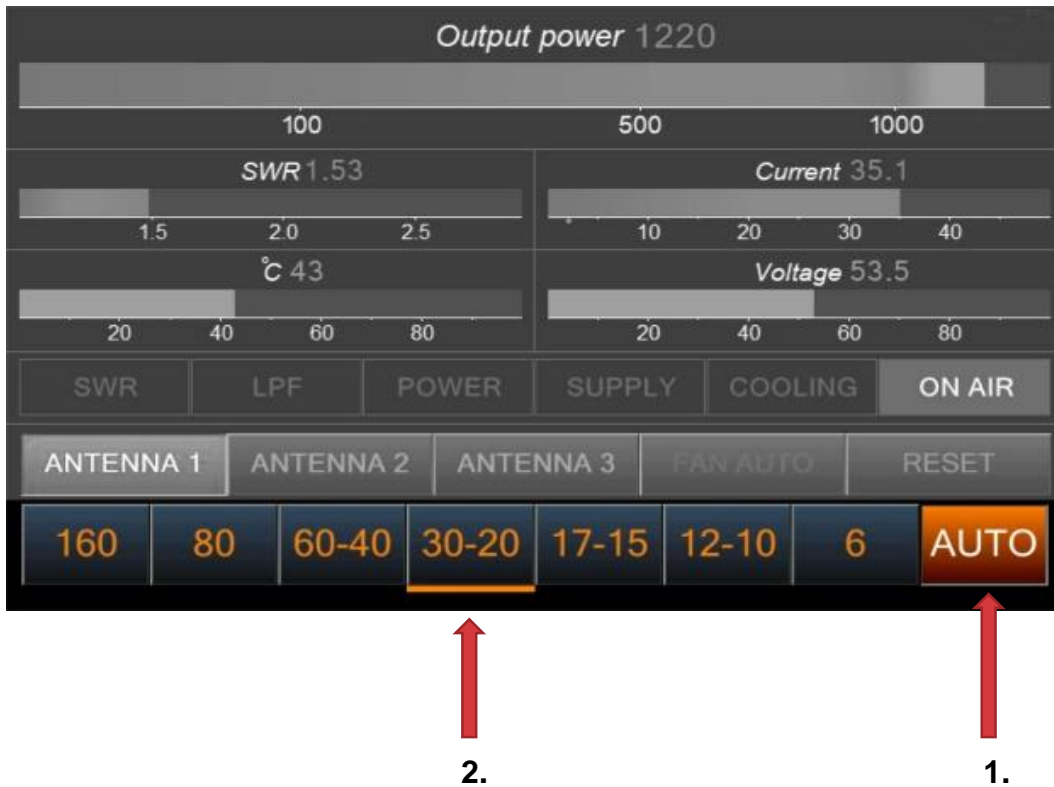 Output power 1220
100 500 1000
SWR 1.53 Current 35.1
1.5 2.0 2.5 10 20 30 40
°C 43 Voltage 53.5
20 40 60 80 20 40 60 80
SWR LPF POWER SUPPLY COOLING ON AIR
ANTENNA 1 ANTENNA 2 ANTENNA 3 FAN AUTO RESET
160 80 60-40 30-20 17-15 12-10 6 AUTO
2. 1.